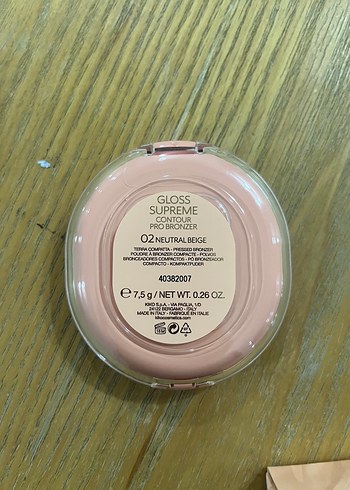 GLOSS
SUPREME
CONTOUR
PRO BRONZER
02 NEUTRAL BEIGE
TERRA COMPATTA - PRESSED BRONZER
POUDRE À BRONZER COMPACTE - POLVOS
BRONCEADORES COMPACTOS - PÓ BRONZEADOR
COMPACTO - KOMPAKTPUDER
40382007
℮ 7,5 g / NET WT. 0.26 OZ.
KIKO S.p.A. - VIA PAGLIA, 1/D
24122 BERGAMO - ITALY
MADE IN ITALY - FABRIQUÉ EN ITALIE
kikocosmetics.com